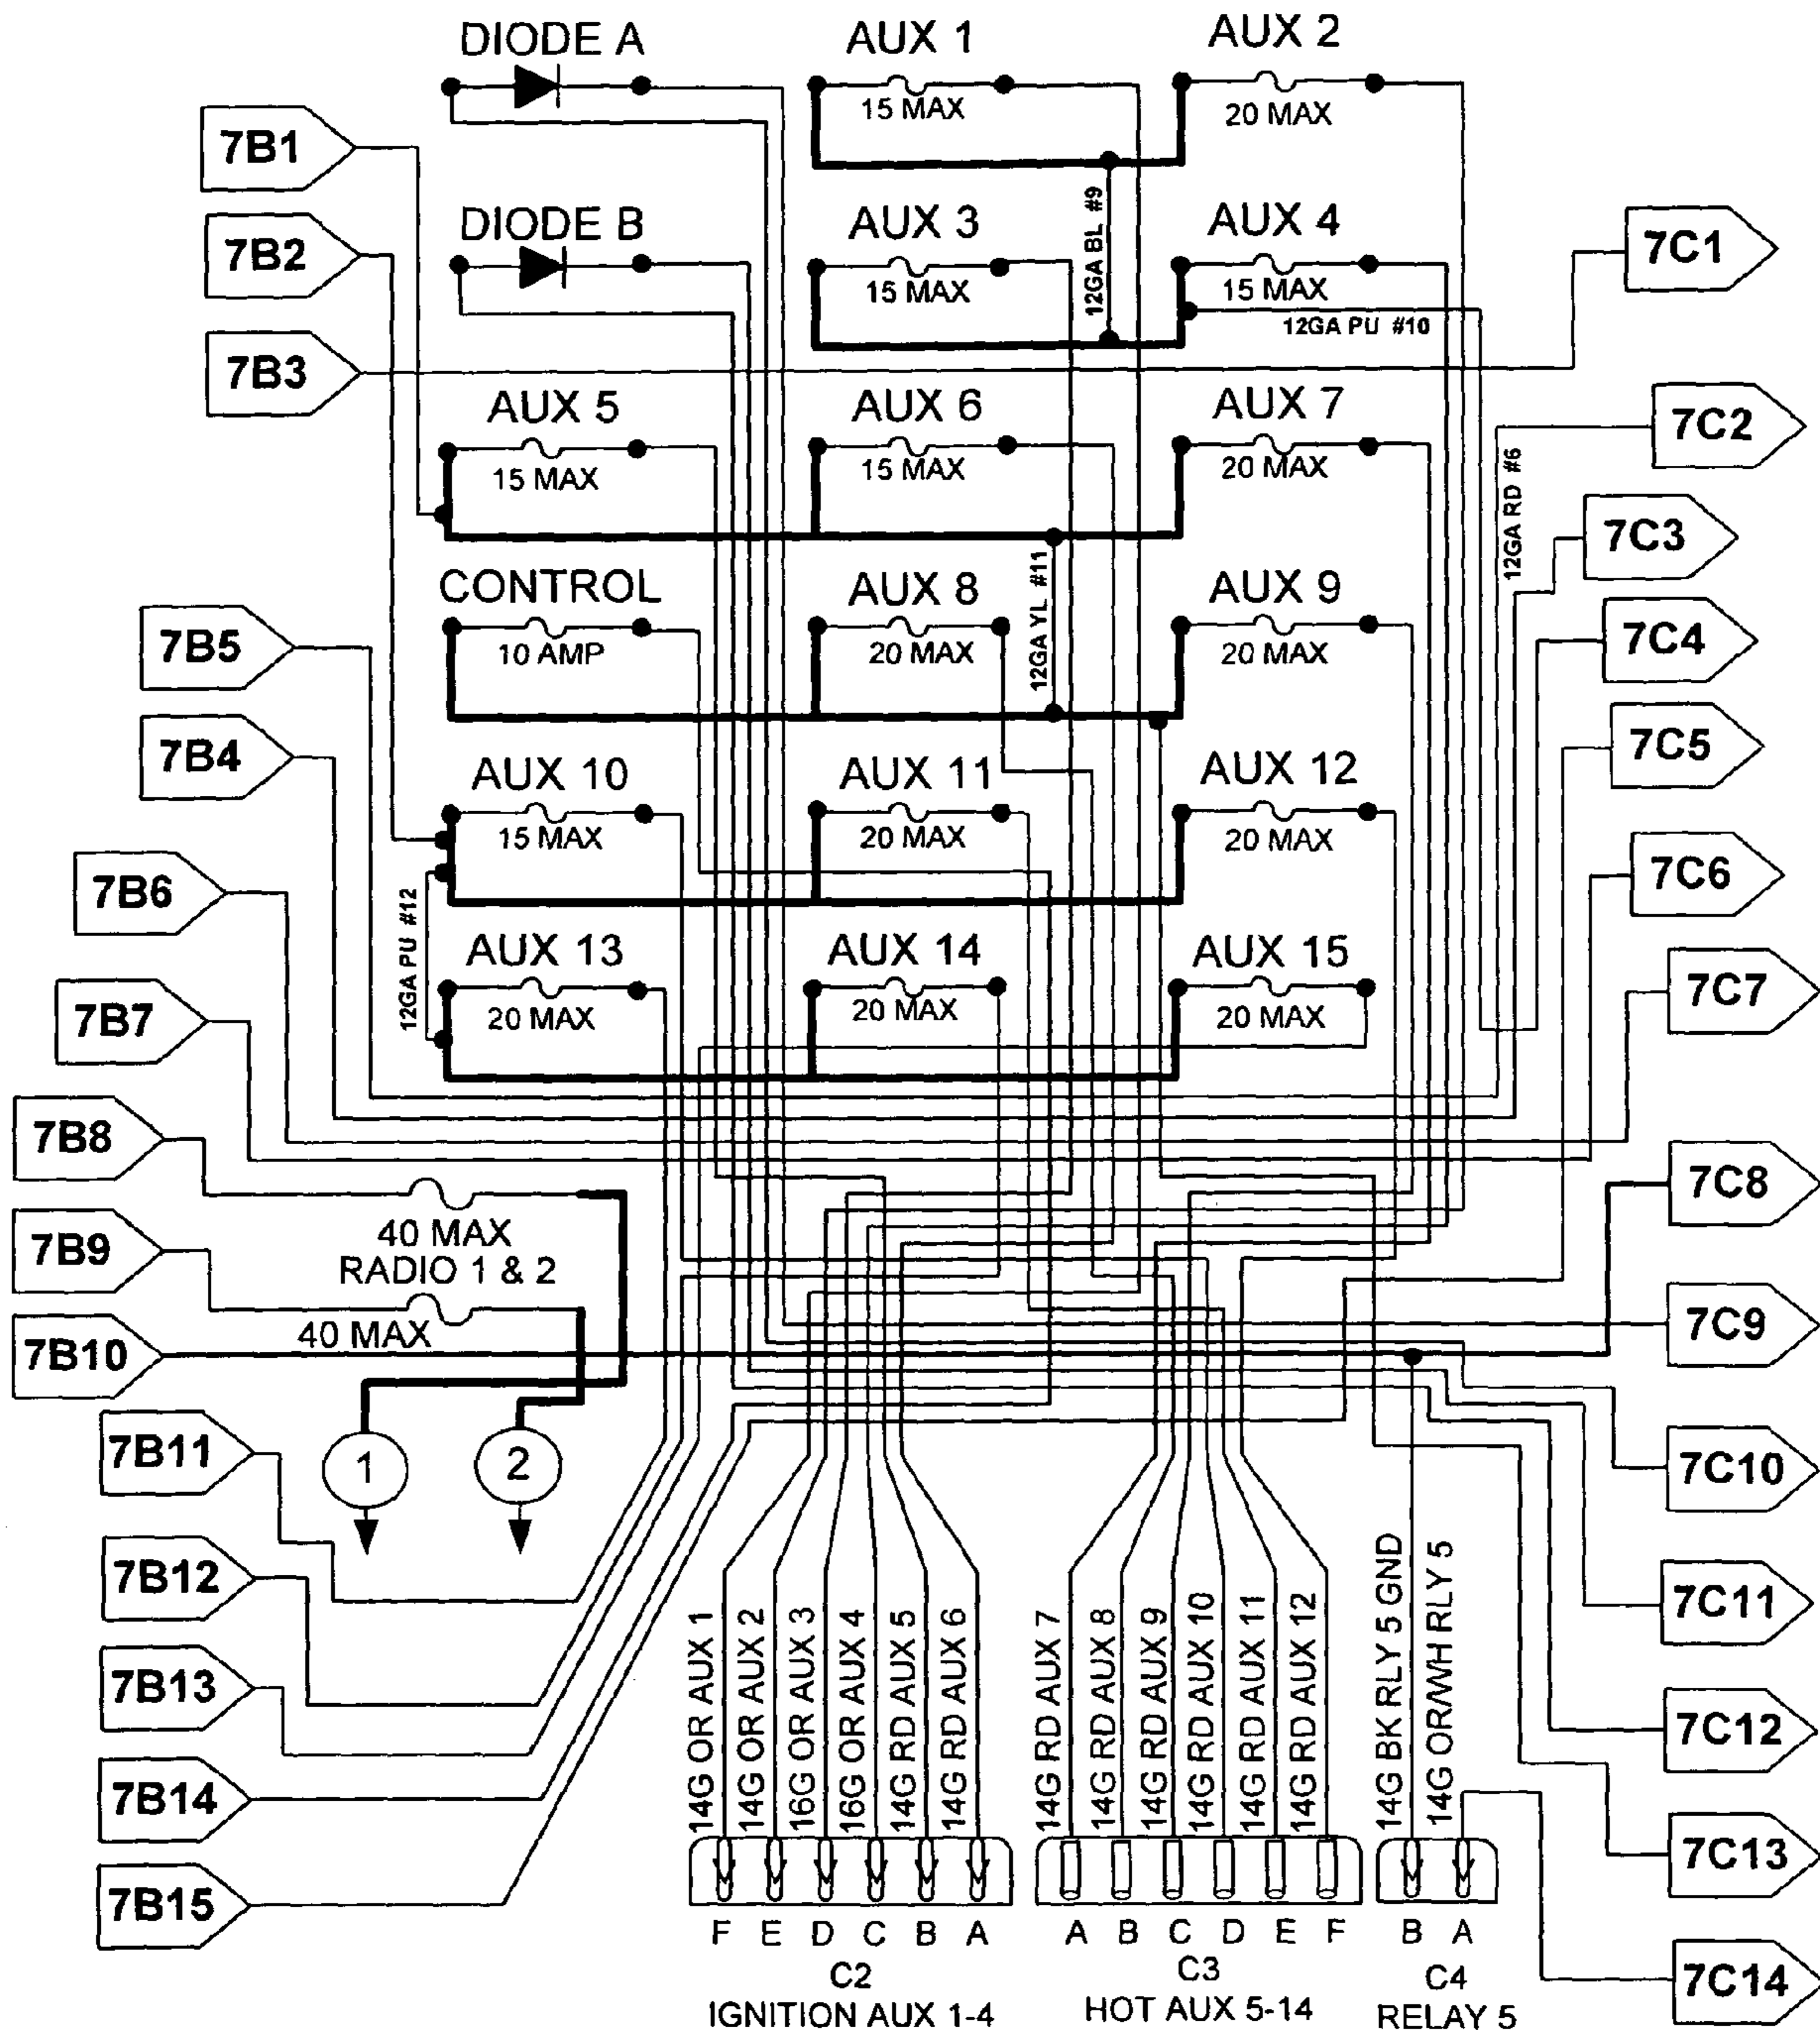 DIODE A
AUX 1
AUX 2
15 MAX
20 MAX
7B1
12GA BL #9
DIODE B
AUX 3
AUX 4
7B2
7C1
15 MAX
15 MAX
12GA PU #10
7B3
AUX 5
AUX 6
AUX 7
7C2
15 MAX
15 MAX
20 MAX
12GA RD #6
7C3
CONTROL
AUX 8
AUX 9
12GA YL #11
7B5
10 AMP
20 MAX
20 MAX
7C4
7B4
7C5
AUX 10
AUX 11
AUX 12
15 MAX
20 MAX
20 MAX
7B6
7C6
12GA PU #12
AUX 13
AUX 14
AUX 15
7C7
7B7
20 MAX
20 MAX
20 MAX
7B8
7C8
40 MAX
RADIO 1 & 2
7B9
40 MAX
7C9
7B10
7B11
1
2
7C10
7B12
7C11
7B13
7C12
7B14
7C13
7B15
7C14
14G OR AUX 1
14G OR AUX 2
16G OR AUX 3
16G OR AUX 4
14G RD AUX 5
14G RD AUX 6
14G RD AUX 7
14G RD AUX 8
14G RD AUX 9
14G RD AUX 10
14G RD AUX 11
14G RD AUX 12
14G BK RLY 5 GND
14G OR/WH RLY 5
F E D C B A
A B C D E F
B A
C2
C3
C4
IGNITION AUX 1-4
HOT AUX 5-14
RELAY 5